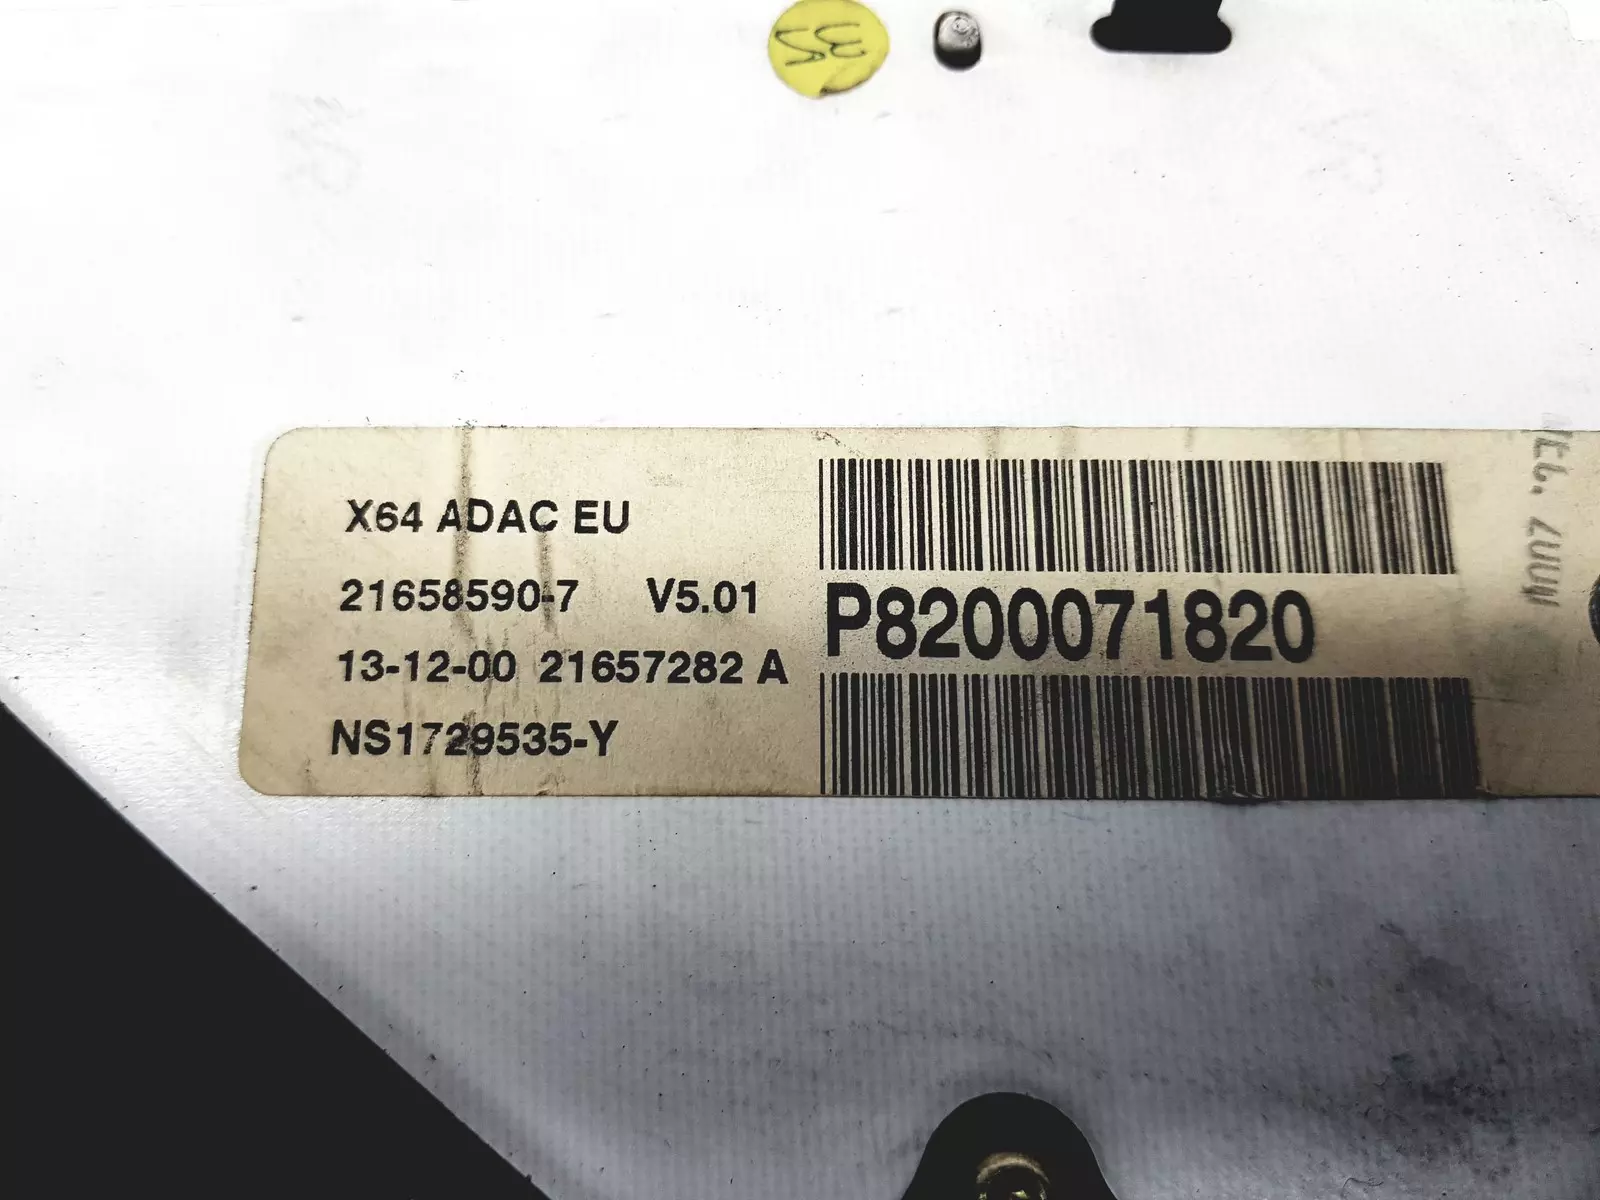 X64 ADAC EU
21658590-7 V5.01
13-12-00 21657282 A
NS1729535-Y
P8200071820